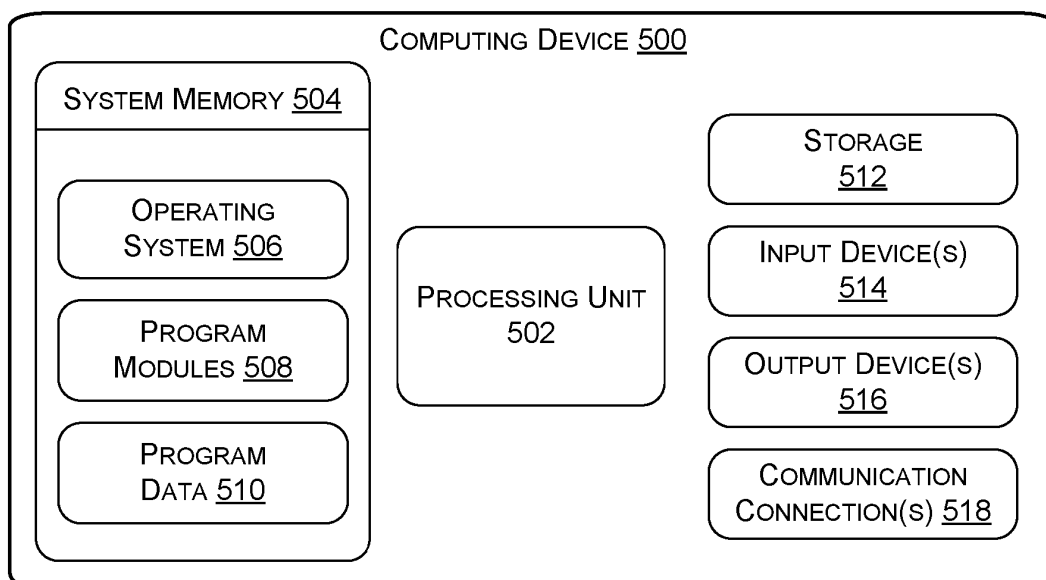 COMPUTING DEVICE 500
SYSTEM MEMORY 504
OPERATING
SYSTEM 506
PROGRAM
MODULES 508
PROGRAM
DATA 510
PROCESSING UNIT
502
STORAGE
512
INPUT DEVICE(S)
514
OUTPUT DEVICE(S)
516
COMMUNICATION
CONNECTION(S) 518